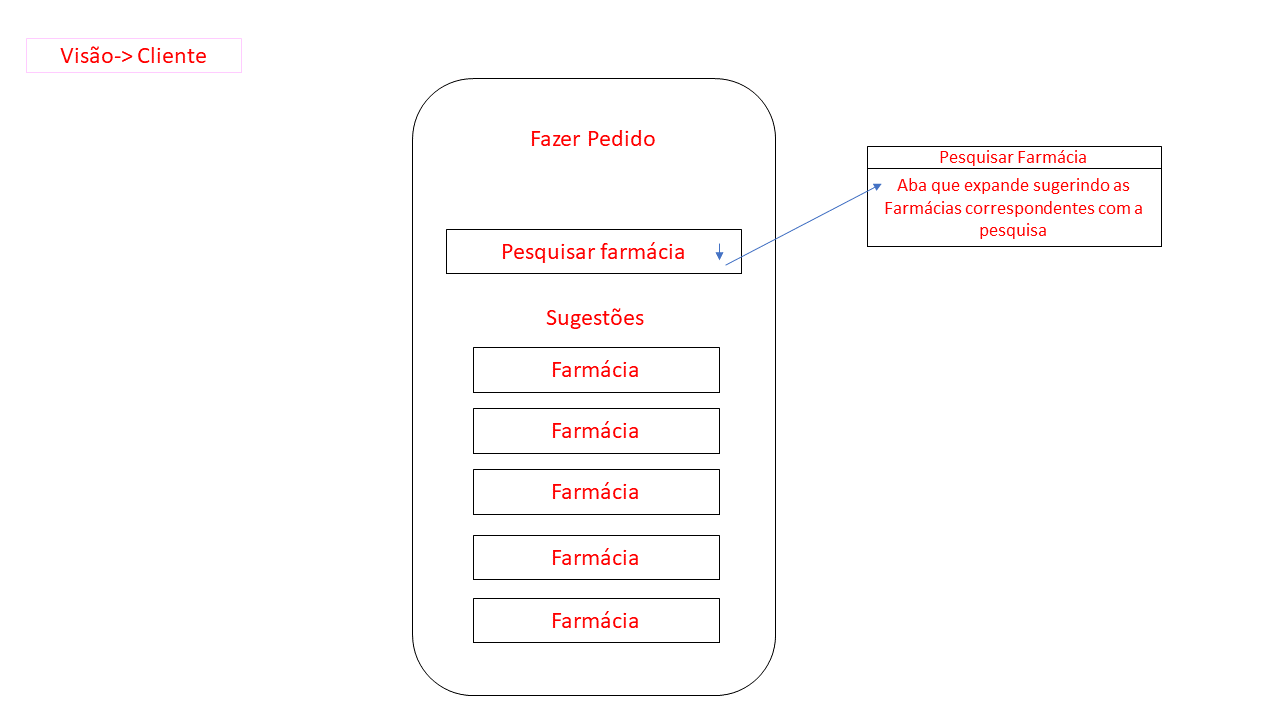 Visão-> Cliente
Fazer Pedido
Pesquisar farmácia
Sugestões
Farmácia
Farmácia
Farmácia
Farmácia
Farmácia
Pesquisar Farmácia
Aba que expande sugerindo as
Farmácias correspondentes com a
pesquisa